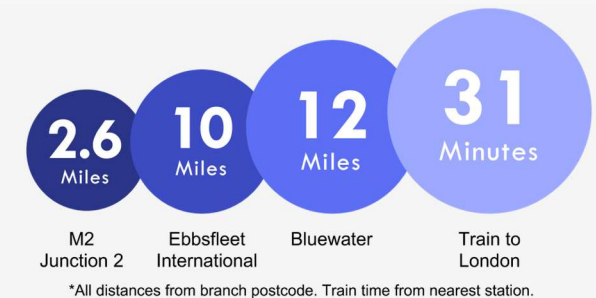 2.6
Miles
10
Miles
12
Miles
31
Minutes
M2
Junction 2
Ebbsfleet
International
Bluewater
Train to
London
*All distances from branch postcode. Train time from nearest station.